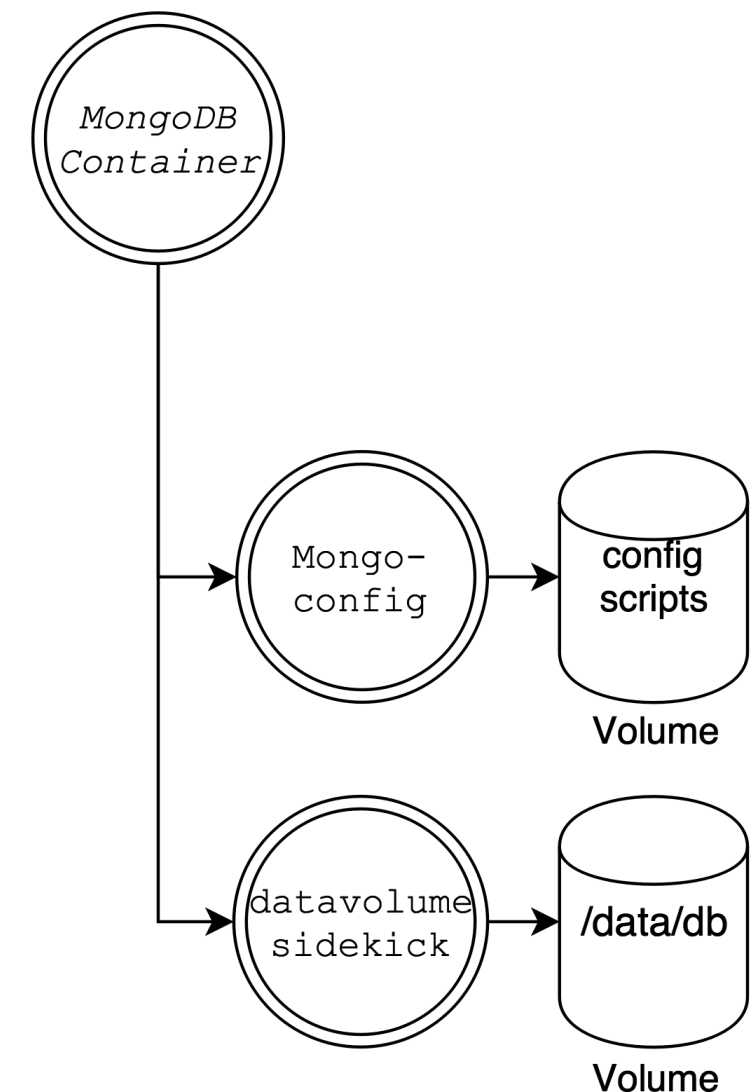 MongoDB
Container
Mongo-
config
config
scripts
Volume
datavolume
sidekick
/data/db
Volume